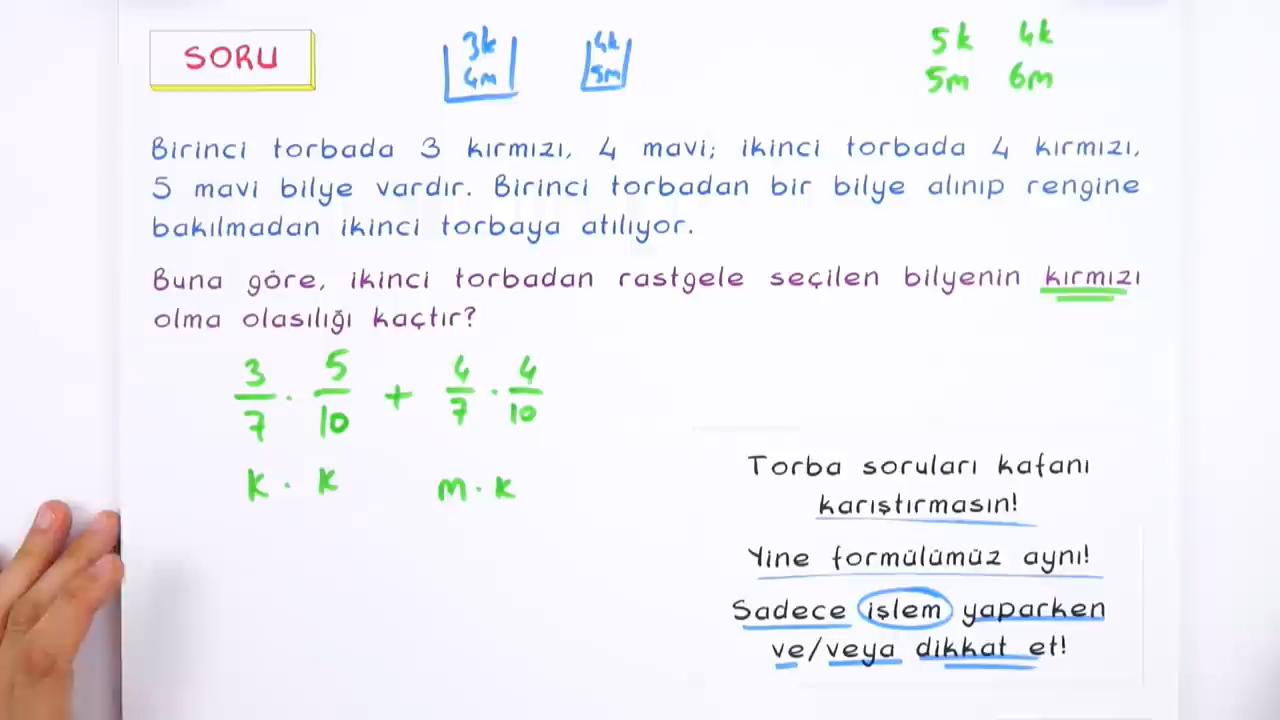 SORU
3k
4m
4k
5m
5k 4k
5m 6m
Birinci torbada 3 kırmızı, 4 mavi; ikinci torbada 4 kırmızı,
5 mavi bilye vardır. Birinci torbadan bir bilye alınıp rengine
bakılmadan ikinci torbaya atılıyor.
Buna göre, ikinci torbadan rastgele seçilen bilyenin kırmızı
olma olasılığı kaçtır?
3/7 · 5/10 + 4/7 · 4/10
k · k m · k
Torba soruları kafanı
karıştırmasın!
Yine formülümüz aynı!
Sadece işlem yaparken
ve/veya dikkat et!